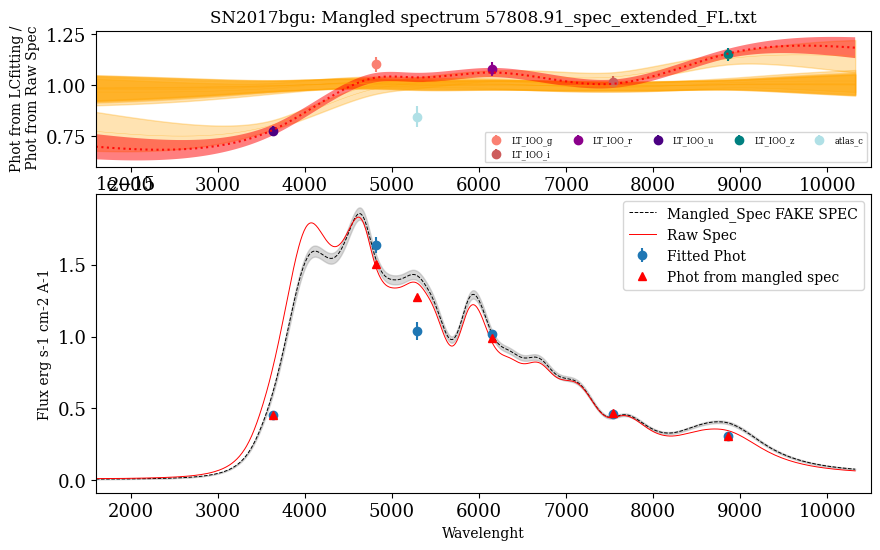 SN2017bgu: Mangled spectrum 57808.91_spec_extended_FL.txt
Phot from LCfitting /
Phot from Raw Spec
1.25
1.00
0.75
LT_IOO_g
LT_IOO_i
LT_IOO_r
LT_IOO_u
LT_IOO_z
atlas_c
2000 3000 4000 5000 6000 7000 8000 9000 10000
1e−15
Flux erg s-1 cm-2 A-1
1.5
1.0
0.5
0.0
Mangled_Spec FAKE SPEC
Raw Spec
Fitted Phot
Phot from mangled spec
2000 3000 4000 5000 6000 7000 8000 9000 10000
Wavelenght